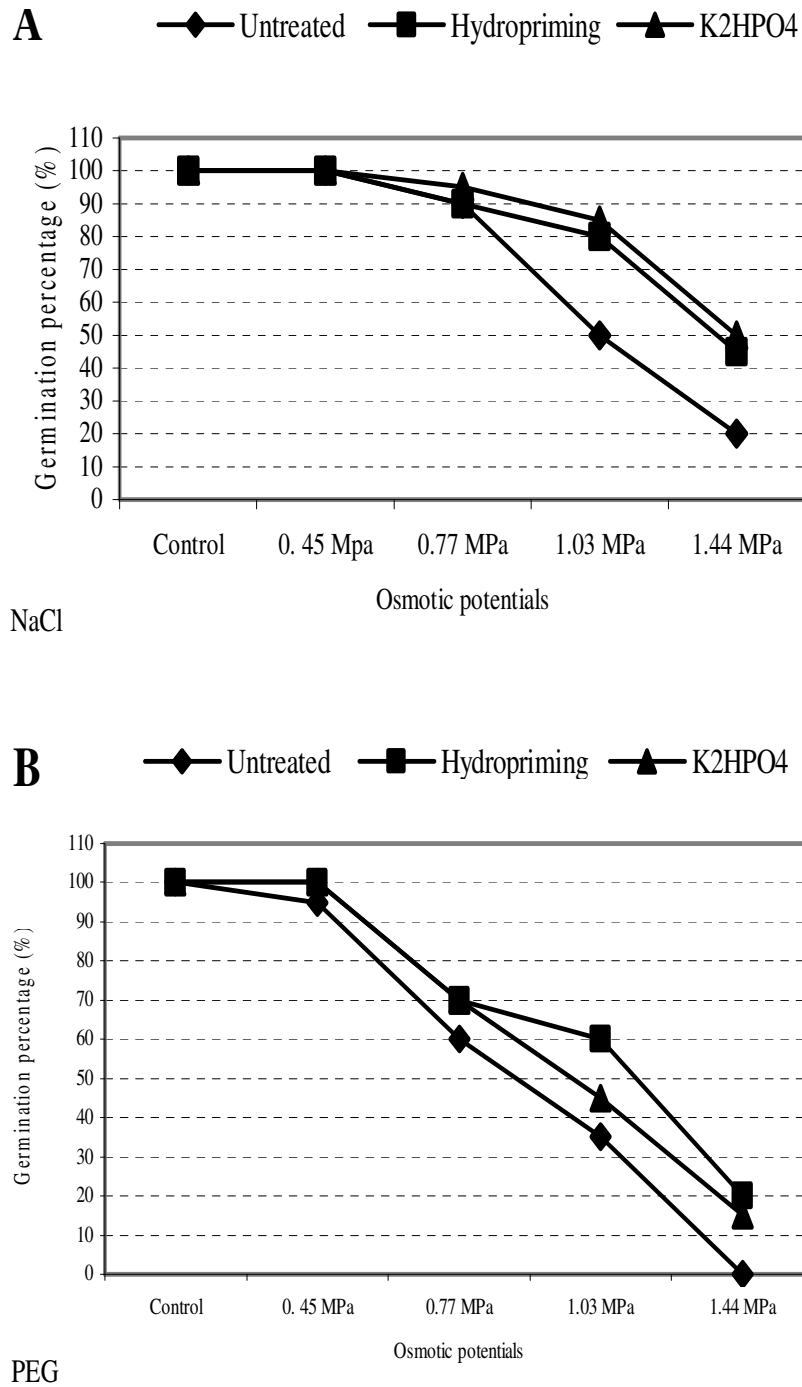 A
Untreated Hydropriming K2HPO4
Germination percentage (%)
110
100
90
80
70
60
50
40
30
20
10
0
Control 0. 45 Mpa 0.77 MPa 1.03 MPa 1.44 MPa
Osmotic potentials
NaCl
B
Untreated Hydropriming K2HPO4
Germination percentage (%)
110
100
90
80
70
60
50
40
30
20
10
0
Control 0. 45 MPa 0.77 MPa 1.03 MPa 1.44 MPa
Osmotic potentials
PEG